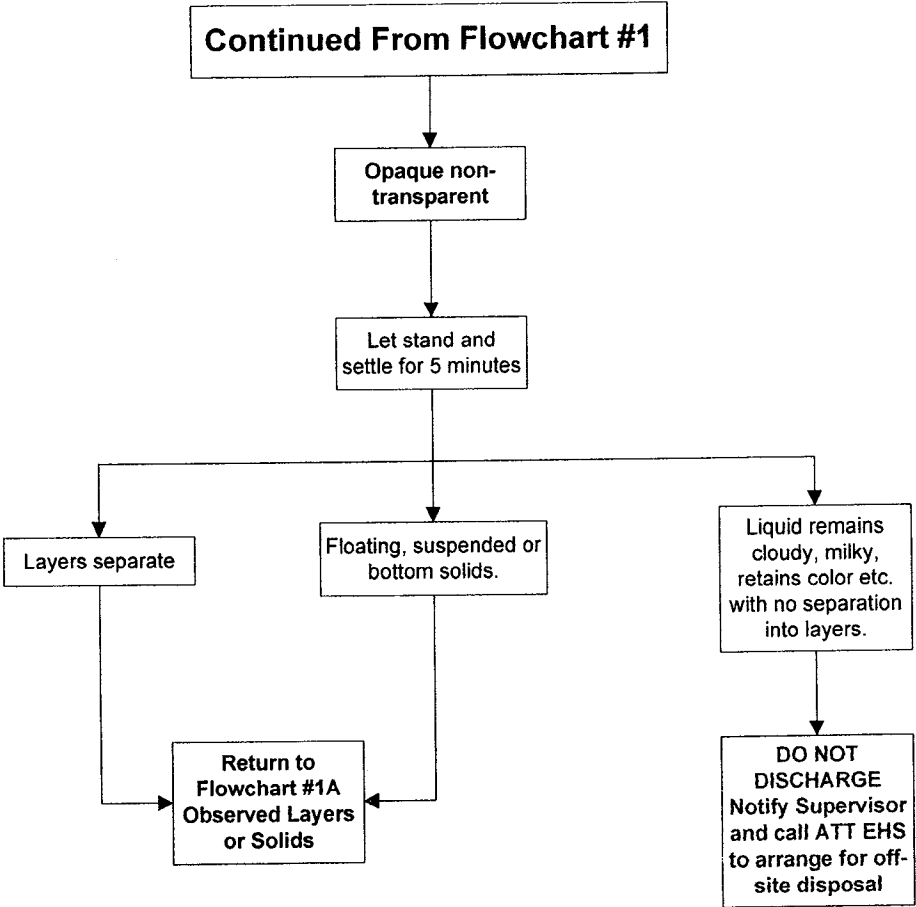 Continued From Flowchart #1
Opaque non-
transparent
Let stand and
settle for 5 minutes
Layers separate
Floating, suspended or
bottom solids.
Liquid remains
cloudy, milky,
retains color etc.
with no separation
into layers.
Return to
Flowchart #1A
Observed Layers
or Solids
DO NOT
DISCHARGE
Notify Supervisor
and call ATT EHS
to arrange for off-
site disposal